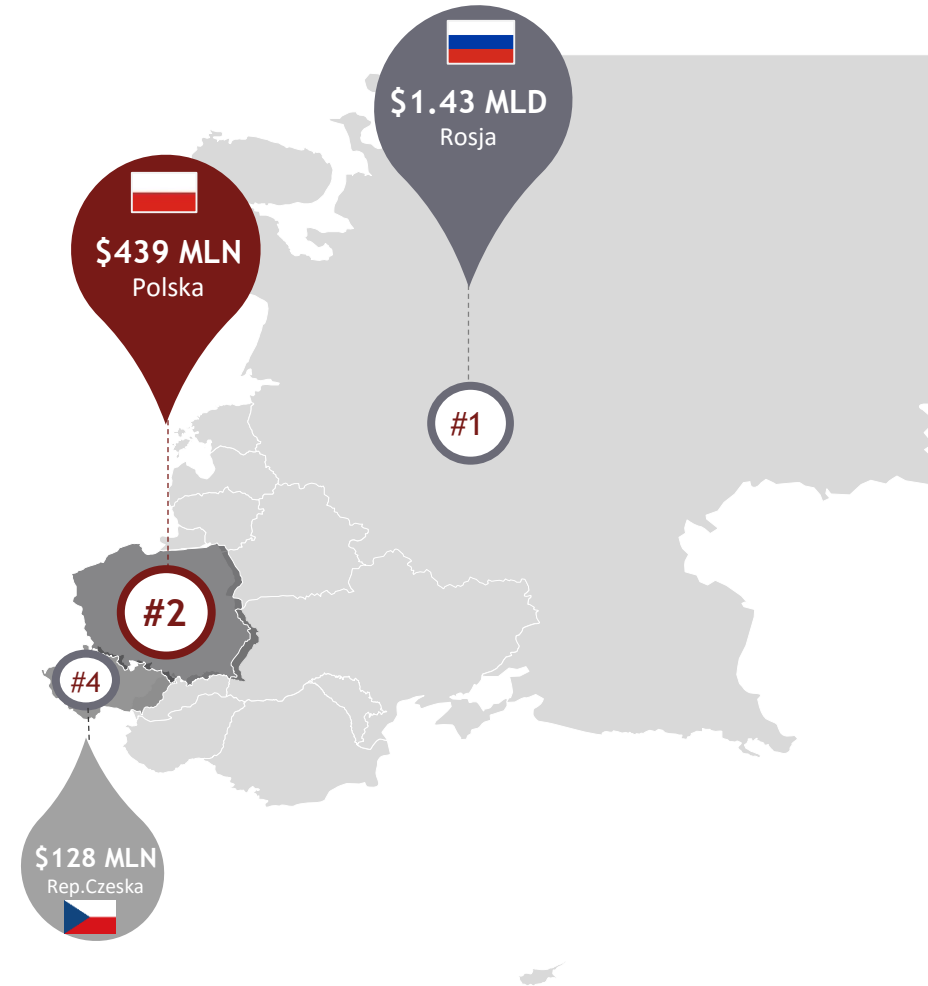 $1.43 MLD
Rosja
$439 MLN
Polska
#1
#2
#4
$128 MLN
Rep.Czeska